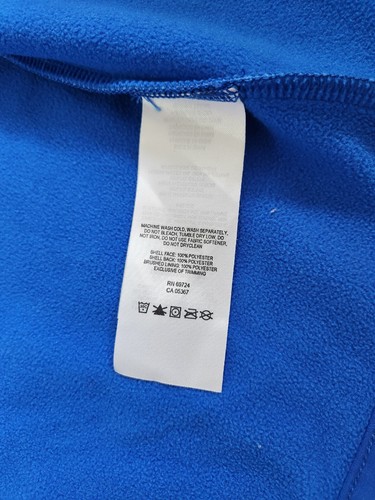 MACHINE WASH COLD, WASH SEPARATELY,
DO NOT BLEACH, TUMBLE DRY LOW, DO
NOT IRON, DO NOT USE FABRIC SOFTENER,
DO NOT DRYCLEAN
SHELL FACE: 100% POLYESTER
SHELL BACK: 100% POLYESTER
BRUSHED LINING: 100% POLYESTER
EXCLUSIVE OF TRIMMING
RN 69724
CA 05367